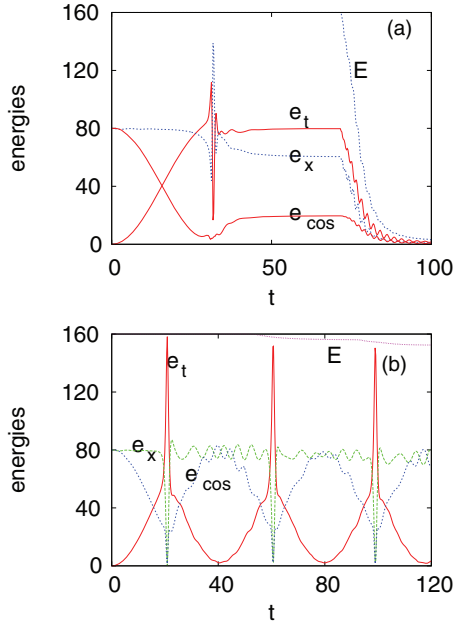 (a)
160
120
80
40
0
energies
E
e_t
e_x
e_cos
0
50
100
t
(b)
160
120
80
40
0
energies
e_t
E
e_x
e_cos
0
40
80
120
t